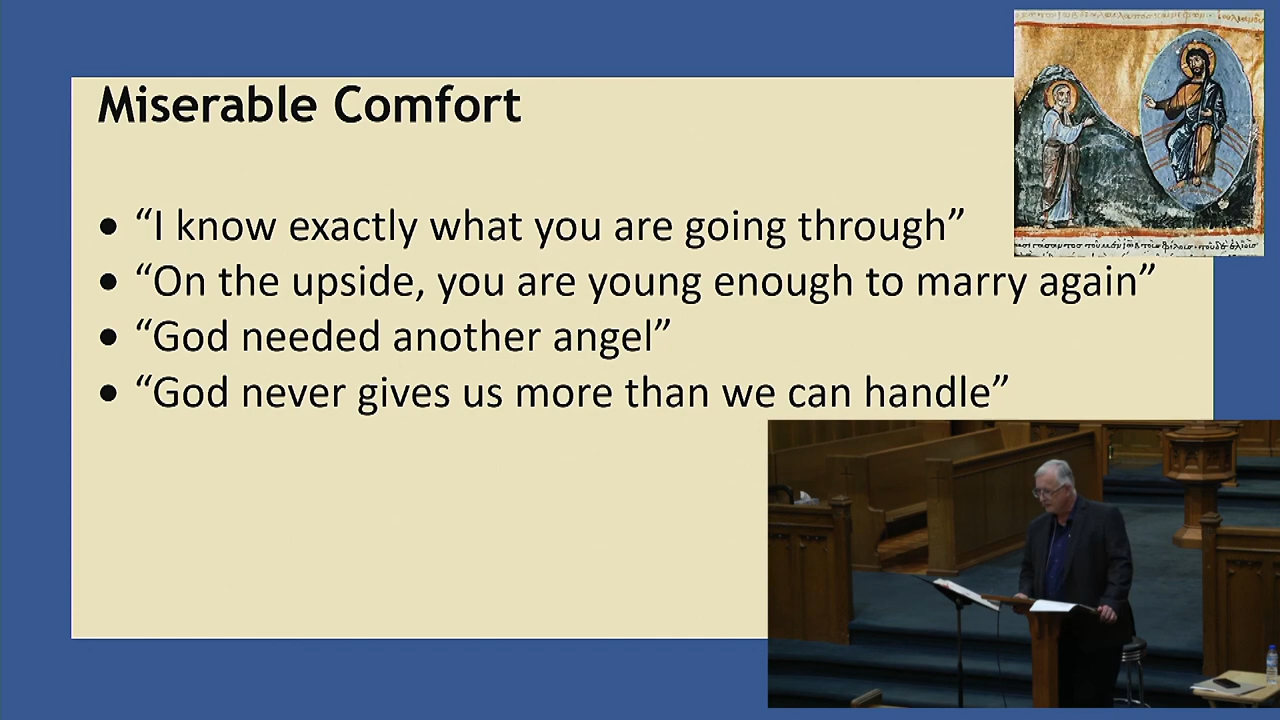 Miserable Comfort
• “I know exactly what you are going through”
• “On the upside, you are young enough to marry again”
• “God needed another angel”
• “God never gives us more than we can handle”